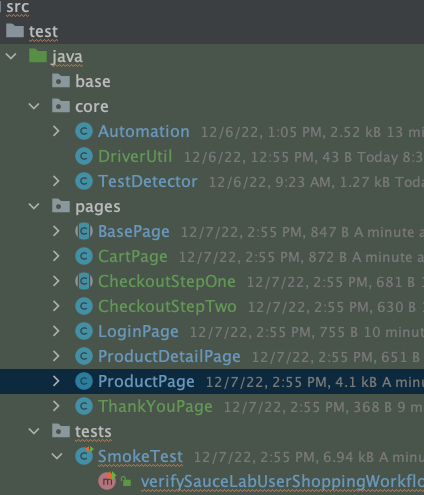 src
test
java
base
core
Automation 12/6/22, 1:05 PM, 2.52 kB 13 mi
DriverUtil 12/6/22, 12:55 PM, 43 B Today 8:3
TestDetector 12/6/22, 9:23 AM, 1.27 kB Toda
pages
BasePage 12/7/22, 2:55 PM, 847 B A minute a
CartPage 12/7/22, 2:55 PM, 872 B A minute a
CheckoutStepOne 12/7/22, 2:55 PM, 681 B
CheckoutStepTwo 12/7/22, 2:55 PM, 630 B
LoginPage 12/7/22, 2:55 PM, 755 B 10 minute
ProductDetailPage 12/7/22, 2:55 PM, 651 B
ProductPage 12/7/22, 2:55 PM, 4.1 kB A minu
ThankYouPage 12/7/22, 2:55 PM, 368 B 9 m
tests
SmokeTest 12/7/22, 2:55 PM, 6.94 kB A minu
verifySauceLabUserShoppingWorkflo